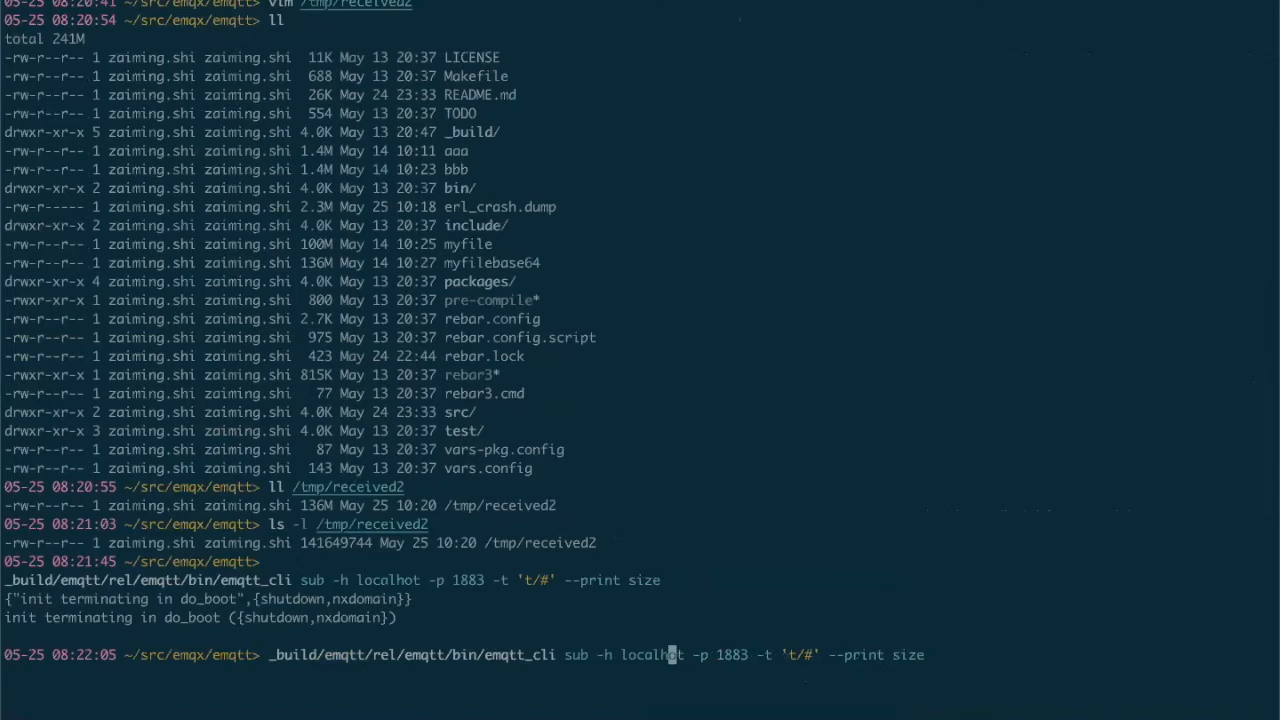 05-25 08:20:41 ~/src/emqx/emqtt> vim /tmp/received2
05-25 08:20:54 ~/src/emqx/emqtt> ll
total 241M
-rw-r--r-- 1 zaiming.shi zaiming.shi  11K May 13 20:37 LICENSE
-rw-r--r-- 1 zaiming.shi zaiming.shi  688 May 13 20:37 Makefile
-rw-r--r-- 1 zaiming.shi zaiming.shi  26K May 24 23:33 README.md
-rw-r--r-- 1 zaiming.shi zaiming.shi  554 May 13 20:37 TODO
drwxr-xr-x 5 zaiming.shi zaiming.shi 4.0K May 13 20:47 _build/
-rw-r--r-- 1 zaiming.shi zaiming.shi 1.4M May 14 10:11 aaa
-rw-r--r-- 1 zaiming.shi zaiming.shi 1.4M May 14 10:23 bbb
drwxr-xr-x 2 zaiming.shi zaiming.shi 4.0K May 13 20:37 bin/
-rw-r----- 1 zaiming.shi zaiming.shi 2.3M May 25 10:18 erl_crash.dump
drwxr-xr-x 2 zaiming.shi zaiming.shi 4.0K May 13 20:37 include/
-rw-r--r-- 1 zaiming.shi zaiming.shi 100M May 14 10:25 myfile
-rw-r--r-- 1 zaiming.shi zaiming.shi 136M May 14 10:27 myfilebase64
drwxr-xr-x 4 zaiming.shi zaiming.shi 4.0K May 13 20:37 packages/
-rwxr-xr-x 1 zaiming.shi zaiming.shi  800 May 13 20:37 pre-compile*
-rw-r--r-- 1 zaiming.shi zaiming.shi 2.7K May 13 20:37 rebar.config
-rw-r--r-- 1 zaiming.shi zaiming.shi  975 May 13 20:37 rebar.config.script
-rw-r--r-- 1 zaiming.shi zaiming.shi  423 May 24 22:44 rebar.lock
-rwxr-xr-x 1 zaiming.shi zaiming.shi 815K May 13 20:37 rebar3*
-rw-r--r-- 1 zaiming.shi zaiming.shi   77 May 13 20:37 rebar3.cmd
drwxr-xr-x 2 zaiming.shi zaiming.shi 4.0K May 24 23:33 src/
drwxr-xr-x 3 zaiming.shi zaiming.shi 4.0K May 13 20:37 test/
-rw-r--r-- 1 zaiming.shi zaiming.shi   87 May 13 20:37 vars-pkg.config
-rw-r--r-- 1 zaiming.shi zaiming.shi  143 May 13 20:37 vars.config
05-25 08:20:55 ~/src/emqx/emqtt> ll /tmp/received2
-rw-r--r-- 1 zaiming.shi zaiming.shi 136M May 25 10:20 /tmp/received2
05-25 08:21:03 ~/src/emqx/emqtt> ls -l /tmp/received2
-rw-r--r-- 1 zaiming.shi zaiming.shi 141649744 May 25 10:20 /tmp/received2
05-25 08:21:45 ~/src/emqx/emqtt>
_build/emqtt/rel/emqtt/bin/emqtt_cli sub -h localhot -p 1883 -t 't/#' --print size
{"init terminating in do_boot",{shutdown,nxdomain}}
init terminating in do_boot ({shutdown,nxdomain})
05-25 08:22:05 ~/src/emqx/emqtt> _build/emqtt/rel/emqtt/bin/emqtt_cli sub -h localhot -p 1883 -t 't/#' --print size